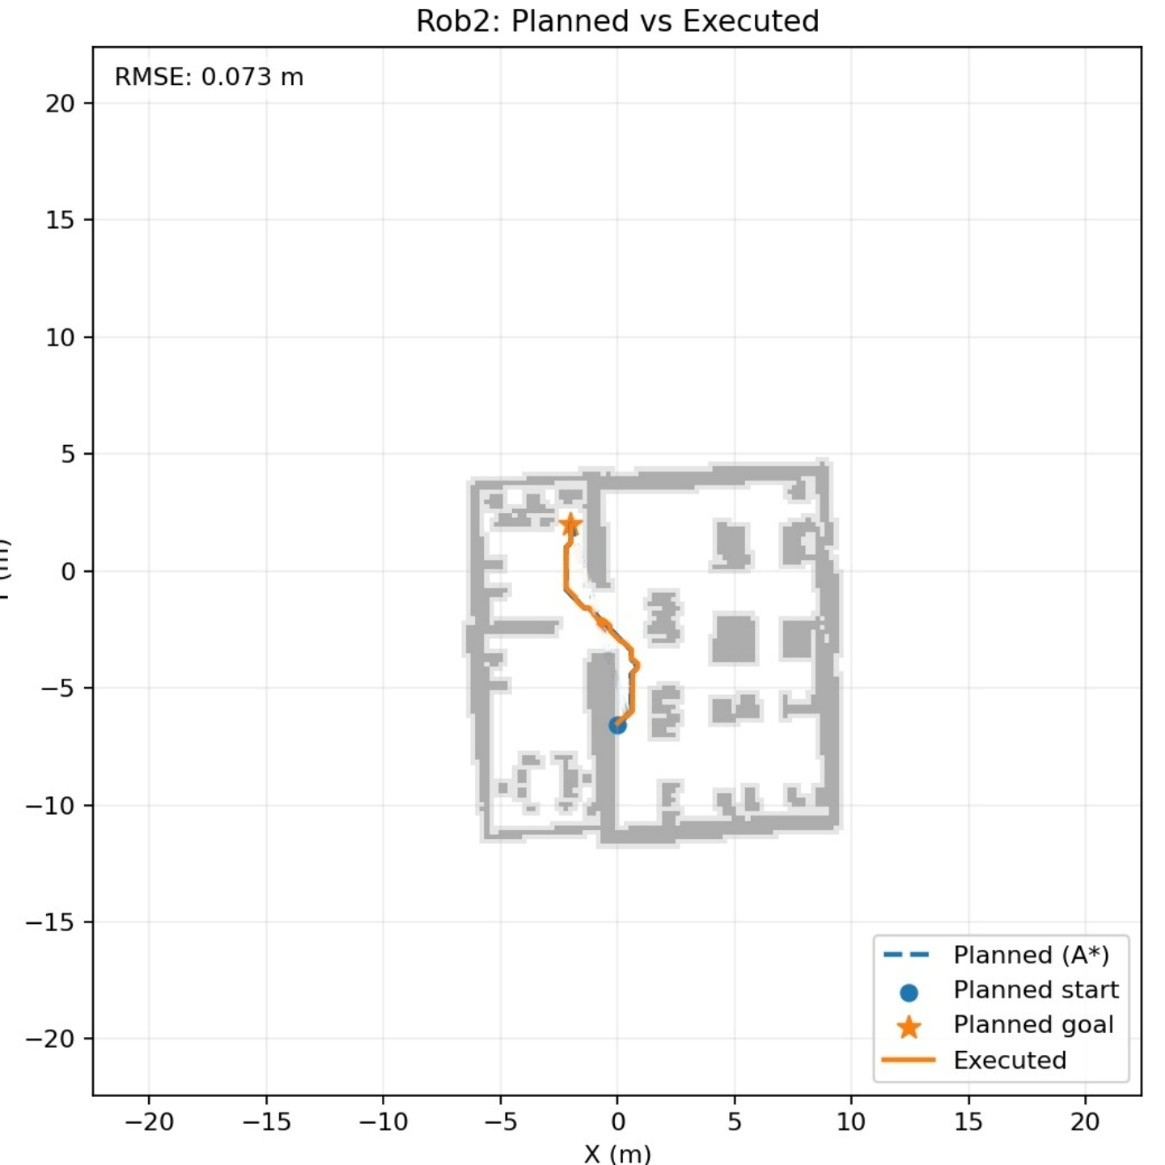 Rob2: Planned vs Executed
RMSE: 0.073 m
20
15
10
5
0
−5
−10
−15
−20
Planned (A*)
Planned start
Planned goal
Executed
−20 −15 −10 −5 0 5 10 15 20
X (m)